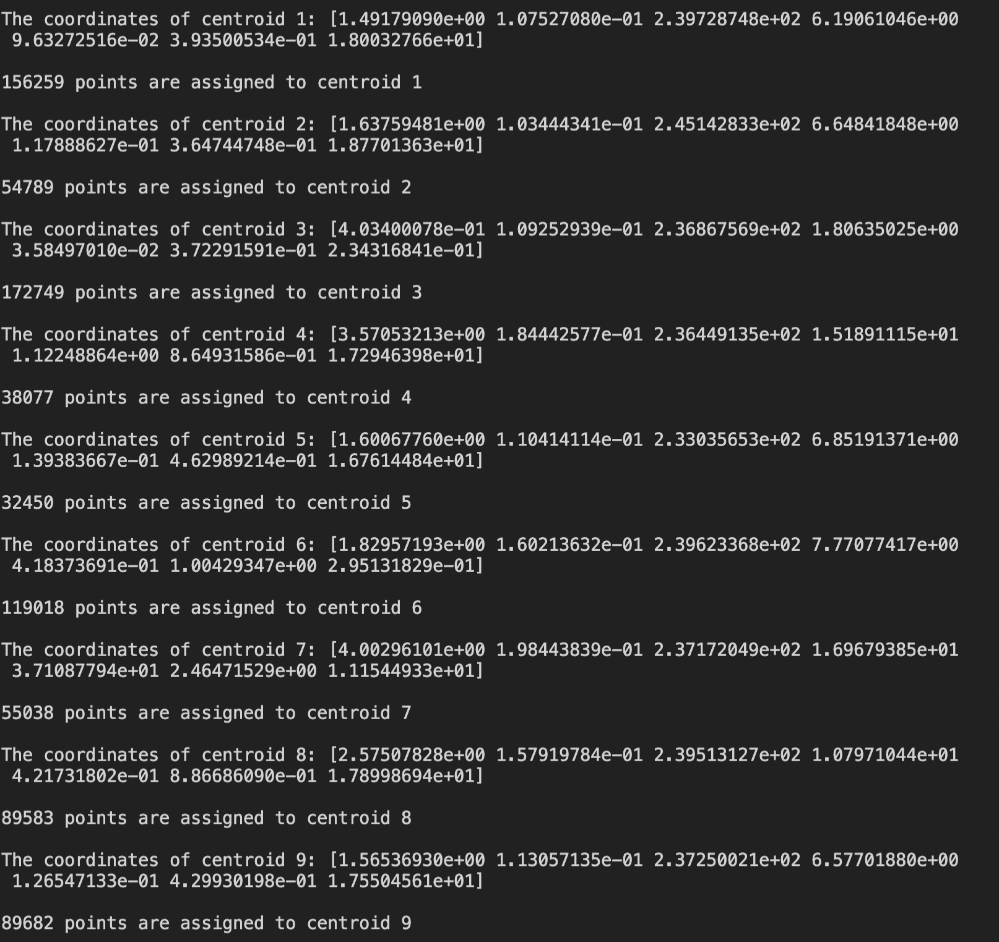 The coordinates of centroid 1: [1.49179090e+00 1.07527080e-01 2.39728748e+02 6.19061046e+00
9.63272516e-02 3.93500534e-01 1.80032766e+01]
156259 points are assigned to centroid 1
The coordinates of centroid 2: [1.63759481e+00 1.03444341e-01 2.45142833e+02 6.64841848e+00
1.17888627e-01 3.64744748e-01 1.87701363e+01]
54789 points are assigned to centroid 2
The coordinates of centroid 3: [4.03400078e-01 1.09252939e-01 2.36867569e+02 1.80635025e+00
3.58497010e-02 3.72291591e-01 2.34316841e-01]
172749 points are assigned to centroid 3
The coordinates of centroid 4: [3.57053213e+00 1.84442577e-01 2.36449135e+02 1.51891115e+01
1.12248864e+00 8.64931586e-01 1.72946398e+01]
38077 points are assigned to centroid 4
The coordinates of centroid 5: [1.60067760e+00 1.10414114e-01 2.33035653e+02 6.85191371e+00
1.39383667e-01 4.62989214e-01 1.67614484e+01]
32450 points are assigned to centroid 5
The coordinates of centroid 6: [1.82957193e+00 1.60213632e-01 2.39623368e+02 7.77077417e+00
4.18373691e-01 1.00429347e+00 2.95131829e-01]
119018 points are assigned to centroid 6
The coordinates of centroid 7: [4.00296101e+00 1.98443839e-01 2.37172049e+02 1.69679385e+01
3.71087794e+01 2.46471529e+00 1.11544933e+01]
55038 points are assigned to centroid 7
The coordinates of centroid 8: [2.57507828e+00 1.57919784e-01 2.39513127e+02 1.07971044e+01
4.21731802e-01 8.86686090e-01 1.78998694e+01]
89583 points are assigned to centroid 8
The coordinates of centroid 9: [1.56536930e+00 1.13057135e-01 2.37250021e+02 6.57701880e+00
1.26547133e-01 4.29930198e-01 1.75504561e+01]
89682 points are assigned to centroid 9